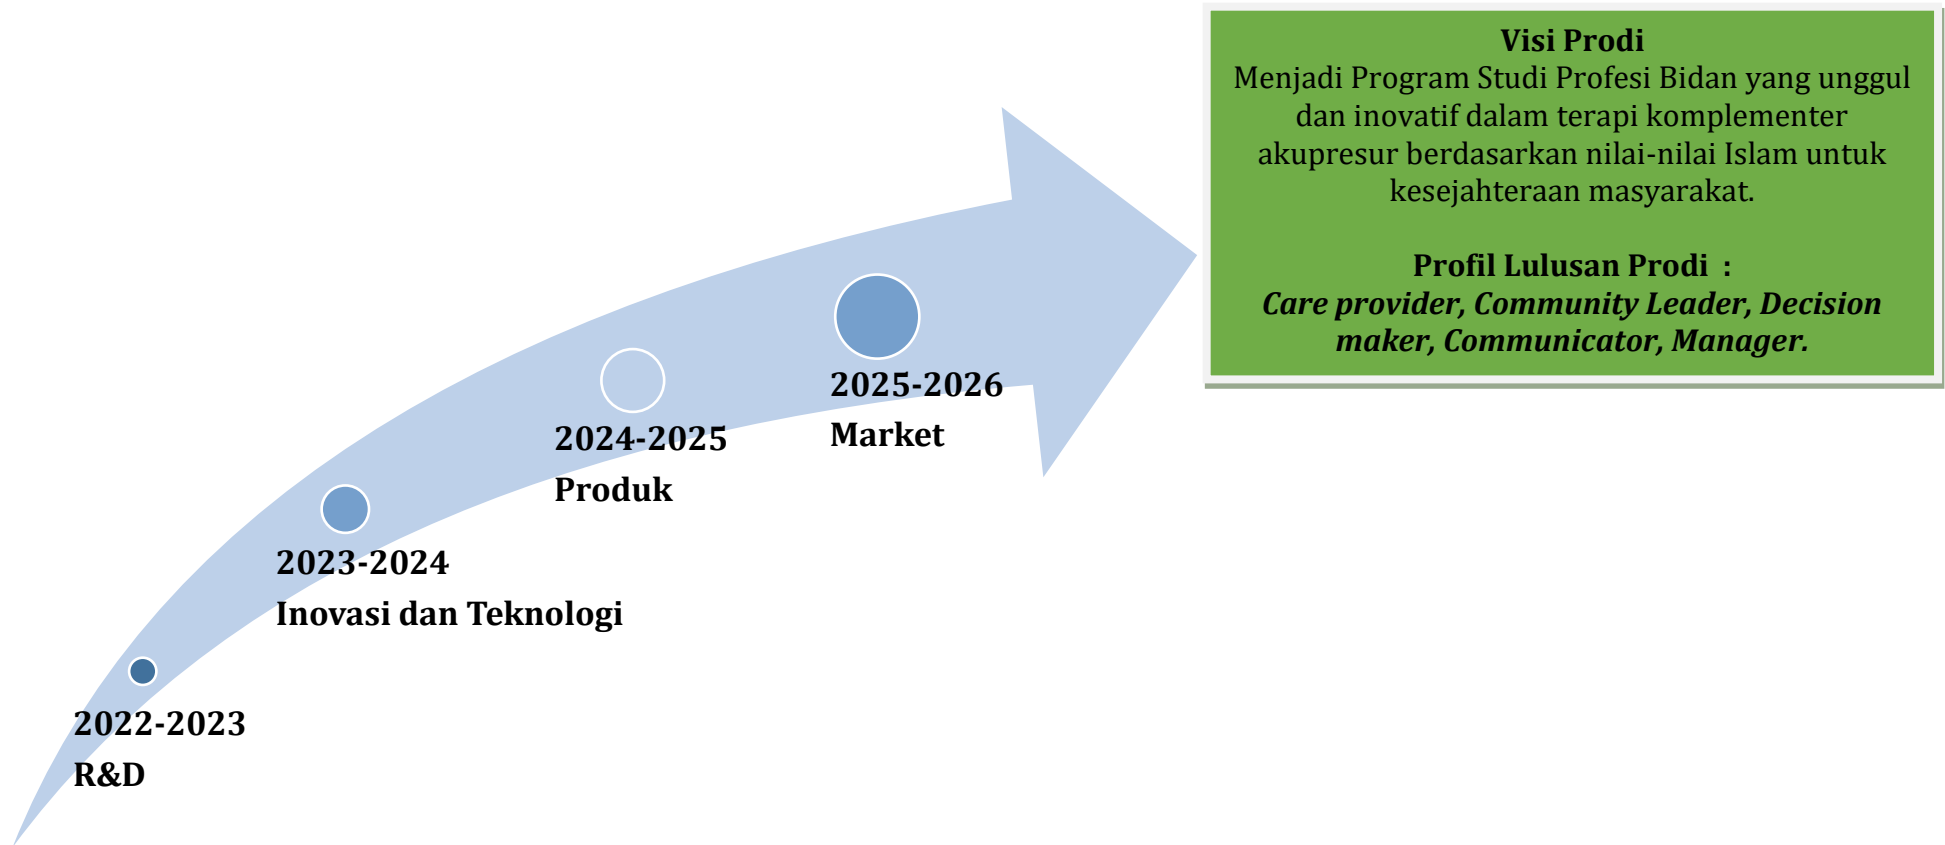 Visi Prodi
Menjadi Program Studi Profesi Bidan yang unggul
dan inovatif dalam terapi komplementer
akupresur berdasarkan nilai-nilai Islam untuk
kesejahteraan masyarakat.
Profil Lulusan Prodi :
Care provider, Community Leader, Decision
maker, Communicator, Manager.
2025-2026
Market
2024-2025
Produk
2023-2024
Inovasi dan Teknologi
2022-2023
R&D